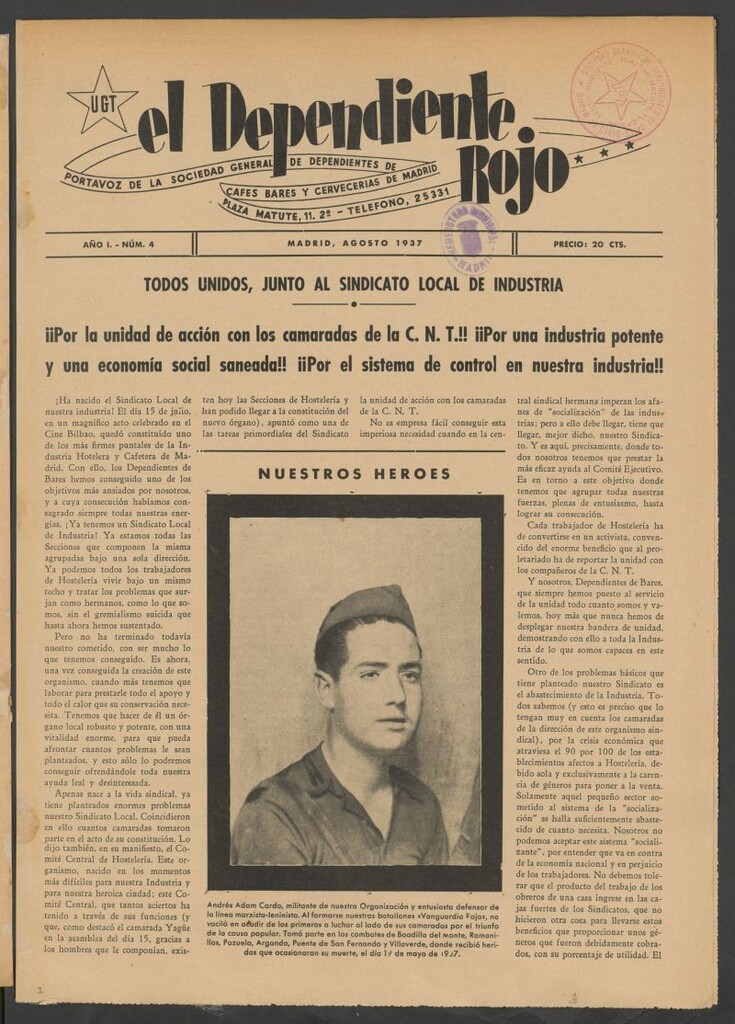 UGT
el Dependiente Rojo
PORTAVOZ DE LA SOCIEDAD GENERAL DE DEPENDIENTES DE
CAFES BARES Y CERVECERIAS DE MADRID
PLAZA MATUTE, 11. 2º - TELEFONO, 25331
AÑO I. - NÚM. 4
MADRID, AGOSTO 1937
PRECIO: 20 CTS.
HEMEROTECA MUNICIPAL
MADRID
TODOS UNIDOS, JUNTO AL SINDICATO LOCAL DE INDUSTRIA
¡¡Por la unidad de acción con los camaradas de la C. N. T.!! ¡¡Por una industria potente
y una economía social saneada!! ¡¡Por el sistema de control en nuestra industria!!
¡Ha nacido el Sindicato Local de
nuestra industria! El día 15 de julio,
en un magnífico acto celebrado en el
Cine Bilbao, quedó constituído uno
de los más firmes puntales de la In-
dustria Hotelera y Cafetera de Ma-
drid. Con ello, los Dependientes de
Bares hemos conseguido uno de los
objetivos más ansiados por nosotros,
y a cuya consecución habíamos con-
sagrado siempre todas nuestras ener-
gías. ¡Ya tenemos un Sindicato Local
de Industria! Ya estamos todas las
Secciones que componen la misma
agrupadas bajo una sola dirección.
Ya podemos todos los trabajadores
de Hostelería vivir bajo un mismo
techo y tratar los problemas que sur-
jan como hermanos, como lo que so-
mos, sin el gremialismo suicida que
hasta ahora hemos sustentado.
Pero no ha terminado todavía
nuestro cometido, con ser mucho lo
que tenemos conseguido. Es ahora,
una vez conseguida la creación de este
organismo, cuando más tenemos que
laborar para prestarle todo el apoyo y
todo el calor que su conservación nece-
sita. Tenemos que hacer de él un ór-
gano local robusto y potente, con una
vitalidad enorme, para que pueda
afrontar cuantos problemas le sean
planteados, y esto sólo lo podremos
conseguir ofrendándole toda nuestra
ayuda leal y desinteresada.
Apenas nace a la vida sindical, ya
tiene planteados enormes problemas
nuestro Sindicato Local. Coincidieron
en ello cuantos camaradas tomaron
parte en el acto de su constitución. Lo
dijo también, en su manifiesto, el Co-
mité Central de Hostelería. Este or-
ganismo, nacido en los momentos
más difíciles para nuestra Industria y
para nuestra heroica ciudad; este Co-
mité Central, que tantos aciertos ha
tenido a través de sus funciones (y
que, como destacó el camarada Yagüe
en la asamblea del día 15, gracias a
los hombres que le componían, exis-
ten hoy las Secciones de Hostelería y
han podido llegar a la constitución del
nuevo órgano), apuntó como una de
las tareas primordiales del Sindicato
la unidad de acción con los camaradas
de la C. N. T.
No es empresa fácil conseguir esta
imperiosa necesidad cuando en la cen-
tral sindical hermana imperan los afa-
nes de "socialización" de las indus-
trias; pero a ello debe llegar, tiene que
llegar, mejor dicho, nuestro Sindica-
to. Y es aquí, precisamente, donde to-
dos nosotros tenemos que prestar la
más eficaz ayuda al Comité Ejecutivo.
Es en torno a este objetivo donde
tenemos que agrupar todas nuestras
fuerzas, plenas de entusiasmo, hasta
lograr su consecución.
Cada trabajador de Hostelería ha
de convertirse en un activista, conven-
cido del enorme beneficio que al pro-
letariado ha de reportar la unidad con
los compañeros de la C. N. T.
Y nosotros, Dependientes de Bares,
que siempre hemos puesto al servicio
de la unidad todo cuanto somos y va-
lemos, hoy más que nunca hemos de
desplegar nuestra bandera de unidad,
demostrando con ello a toda la Indus-
tria de lo que somos capaces en este
sentido.
Otro de los problemas básicos que
tiene planteado nuestro Sindicato es
el abastecimiento de la Industria. To-
dos sabemos (y esto es preciso que lo
tengan muy en cuenta los camaradas
de la dirección de este organismo sin-
dical), por la crisis económica que
atraviesa el 90 por 100 de los esta-
blecimientos afectos a Hostelería, de-
bido sola y exclusivamente a la caren-
cia de géneros para poner a la venta.
Solamente aquel pequeño sector so-
metido al sistema de la "socializa-
ción" se halla suficientemente abaste-
cido de cuanto necesita. Nosotros no
podemos aceptar este sistema "sociali-
zante", por entender que va en contra
de la economía nacional y en perjuicio
de los trabajadores. No debemos tole-
rar que el producto del trabajo de los
obreros de una casa ingrese en las ca-
jas fuertes de los Sindicatos, que no
hicieron otra cosa para llevarse estos
beneficios que proporcionar unos gé-
neros que fueron debidamente cobra-
dos, con su porcentaje de utilidad. El
NUESTROS HEROES
Andrés Adam Carda, militante de nuestra Organización y entusiasta defensor de
la línea marxista-leninista. Al formarse nuestros batallones «Vanguardia Roja», no
vaciló en acudir de los primeros a luchar al lado de sus camaradas por el triunfo
de la causa popular. Tomó parte en los combates de Boadilla del Monte, Romani-
llos, Pozuelo, Arganda, Puente de San Fernando y Villaverde, donde recibió heri-
das que ocasionaron su muerte, el día de mayo de 1937.